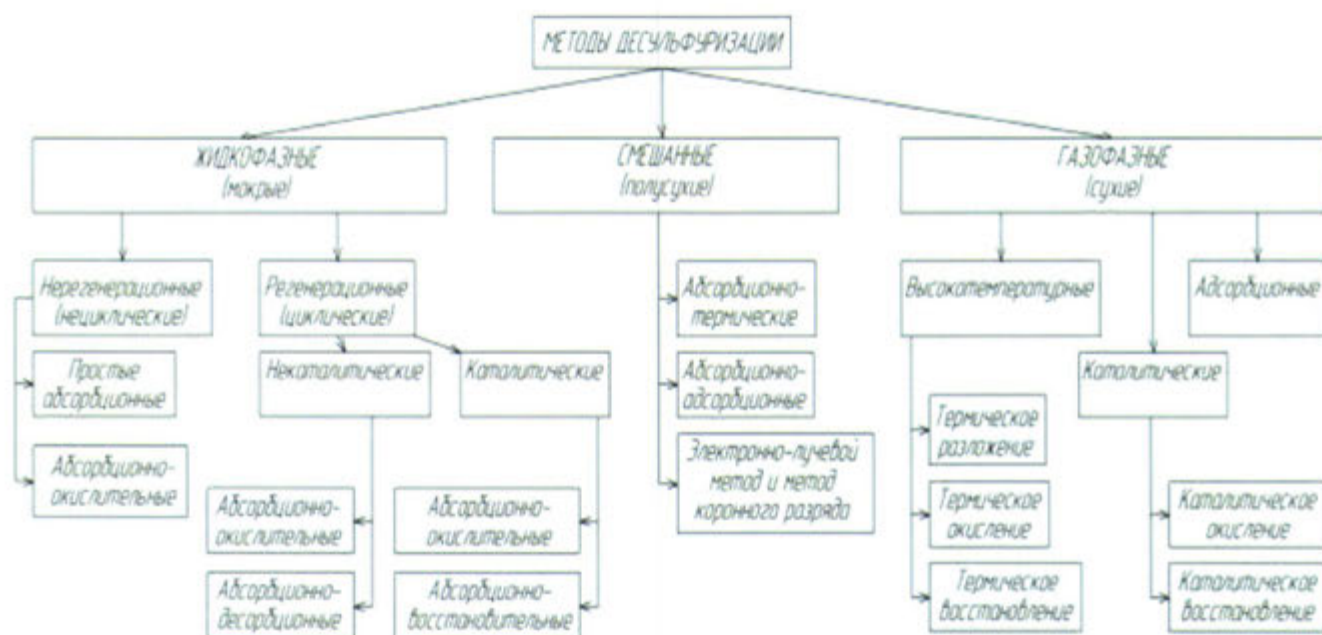 МЕТОДЫ ДЕСУЛЬФУРИЗАЦИИ
ЖИДКОФАЗНЫЕ
(мокрые)
СМЕШАННЫЕ
(полусухие)
ГАЗОФАЗНЫЕ
(сухие)
Нерегенерационные
(нециклические)
Регенерационные
(циклические)
Абсорбционно-
термические
Высокотемпературные
Адсорбционные
Простые
абсорбционные
Некаталитические
Каталитические
Абсорбционно-
адсорбционные
Каталитические
Термическое
разложение
Абсорбционно-
окислительные
Электронно-лучевой
метод и метод
коронного разряда
Абсорбционно-
окислительные
Абсорбционно-
окислительные
Термическое
окисление
Каталитическое
окисление
Абсорбционно-
десорбционные
Абсорбционно-
восстановительные
Термическое
восстановление
Каталитическое
восстановление